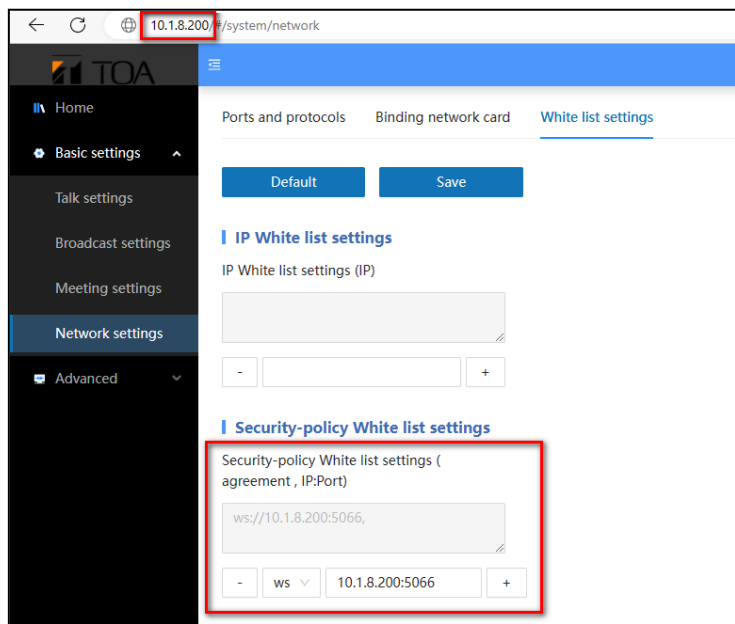 10.1.8.200/#/system/network
TOA
Home
Basic settings
Talk settings
Broadcast settings
Meeting settings
Network settings
Advanced
Ports and protocols
Binding network card
White list settings
Default
Save
IP White list settings
IP White list settings (IP)
-
+
Security-policy White list settings
Security-policy White list settings (
agreement , IP:Port)
ws://10.1.8.200:5066,
- ws 10.1.8.200:5066 +